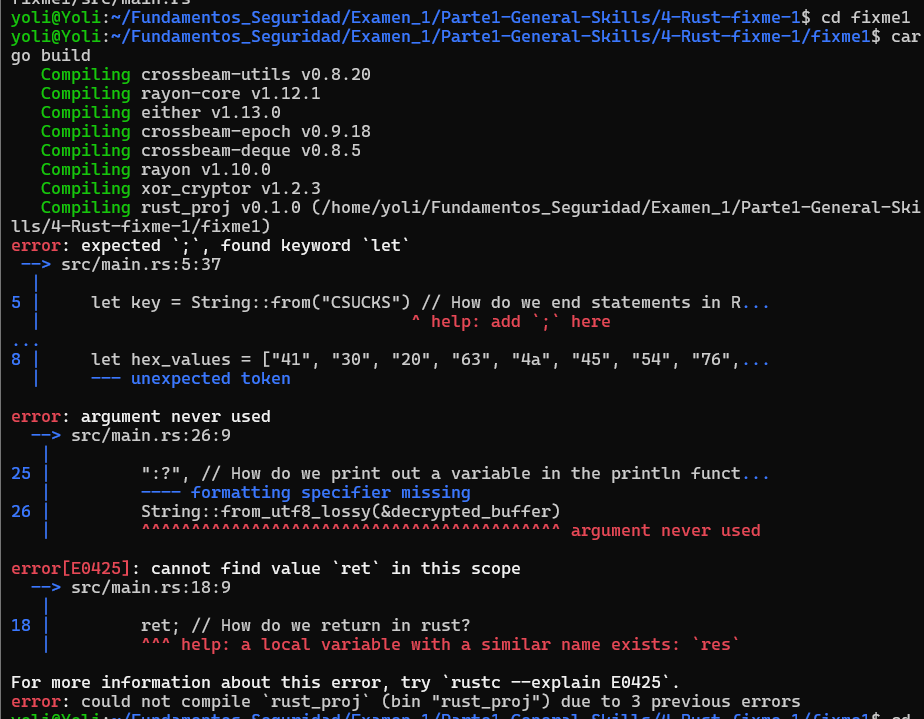 fixme1/src/main.rs
yoli@Yoli:~/Fundamentos_Seguridad/Examen_1/Parte1-General-Skills/4-Rust-fixme-1$ cd fixme1
yoli@Yoli:~/Fundamentos_Seguridad/Examen_1/Parte1-General-Skills/4-Rust-fixme-1/fixme1$ car
go build
   Compiling crossbeam-utils v0.8.20
   Compiling rayon-core v1.12.1
   Compiling either v1.13.0
   Compiling crossbeam-epoch v0.9.18
   Compiling crossbeam-deque v0.8.5
   Compiling rayon v1.10.0
   Compiling xor_cryptor v1.2.3
   Compiling rust_proj v0.1.0 (/home/yoli/Fundamentos_Seguridad/Examen_1/Parte1-General-Ski
lls/4-Rust-fixme-1/fixme1)
error: expected `;`, found keyword `let`
 --> src/main.rs:5:37
  |
5 |     let key = String::from("CSUCKS") // How do we end statements in R...
  |                                     ^ help: add `;` here
...
8 |     let hex_values = ["41", "30", "20", "63", "4a", "45", "54", "76",...
  |     --- unexpected token

error: argument never used
  --> src/main.rs:26:9
   |
25 |         ":?", // How do we print out a variable in the println funct...
   |         ---- formatting specifier missing
26 |         String::from_utf8_lossy(&decrypted_buffer)
   |         ^^^^^^^^^^^^^^^^^^^^^^^^^^^^^^^^^^^^^^^^^^ argument never used

error[E0425]: cannot find value `ret` in this scope
  --> src/main.rs:18:9
   |
18 |         ret; // How do we return in rust?
   |         ^^^ help: a local variable with a similar name exists: `res`

For more information about this error, try `rustc --explain E0425`.
error: could not compile `rust_proj` (bin "rust_proj") due to 3 previous errors
yoli@Yoli:~/Fundamentos_Seguridad/Examen_1/Parte1-General-Skills/4-Rust-fixme-1/fixme1$ cd